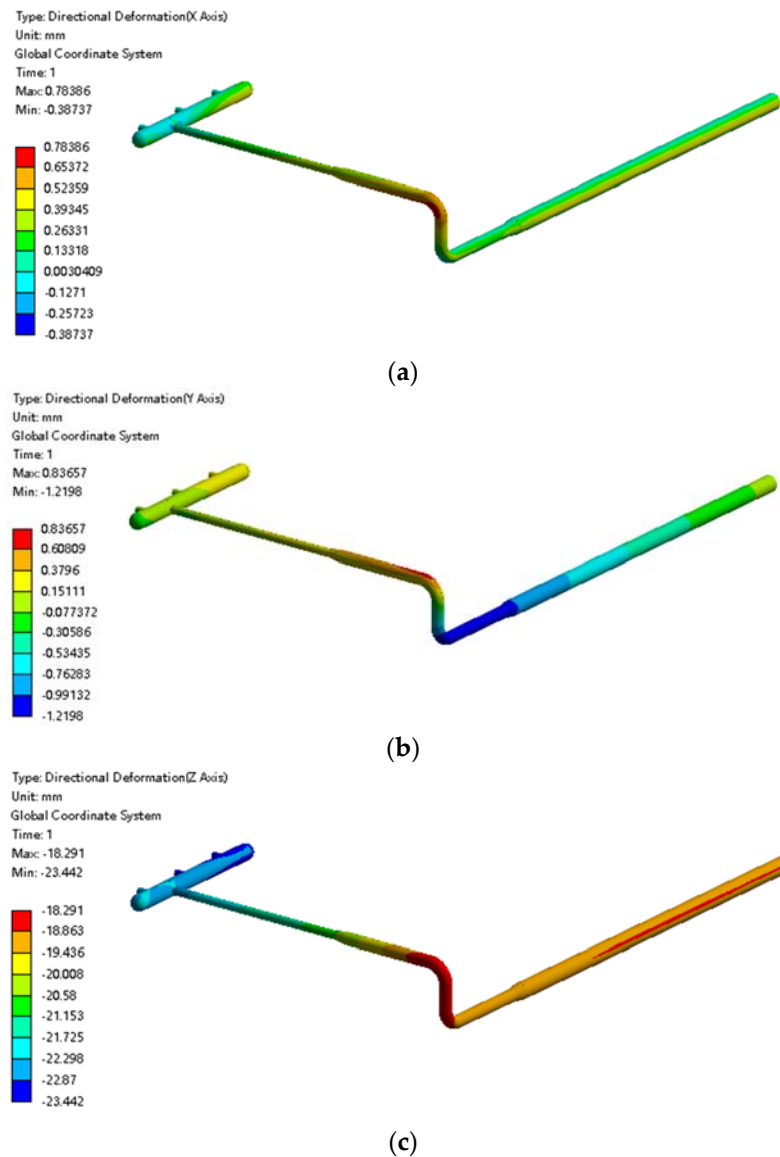 Type: Directional Deformation(X Axis)
Unit: mm
Global Coordinate System
Time: 1
Max: 0.78386
Min: -0.38737
0.78386
0.65372
0.52359
0.39345
0.26331
0.13318
0.0030409
-0.1271
-0.25723
-0.38737
(a)
Type: Directional Deformation(Y Axis)
Unit: mm
Global Coordinate System
Time: 1
Max: 0.83657
Min: -1.2198
0.83657
0.60809
0.3796
0.15111
-0.077372
-0.30586
-0.53435
-0.76283
-0.99132
-1.2198
(b)
Type: Directional Deformation(Z Axis)
Unit: mm
Global Coordinate System
Time: 1
Max: -18.291
Min: -23.442
-18.291
-18.863
-19.436
-20.008
-20.58
-21.153
-21.725
-22.298
-22.87
-23.442
(c)